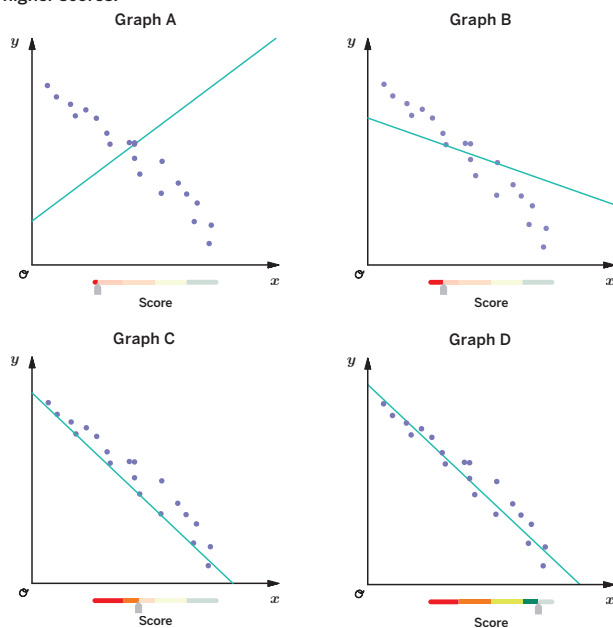 higher scores.
Graph A
y
O
x
Score
Graph B
y
O
x
Score
Graph C
y
O
x
Score
Graph D
y
O
x
Score